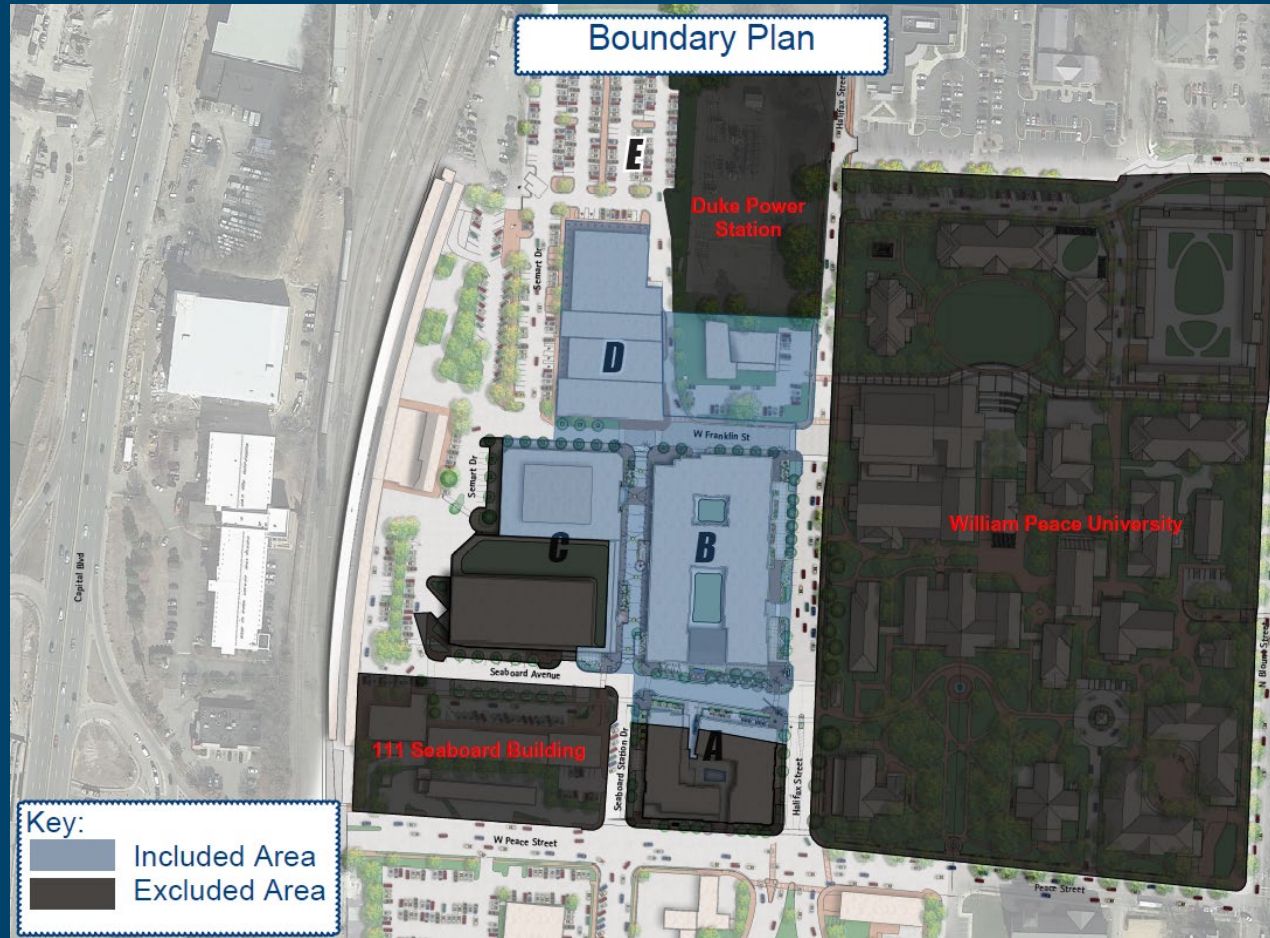 Boundary Plan
Halifax Street
E
Duke Power
Station
Semart Dr
D
W Franklin St
Semart Dr
C
B
William Peace University
Capital Blvd
N Blount Street
Seaboard Avenue
111 Seaboard Building
Seaboard Station Dr
A
Halifax Street
W Peace Street
Peace Street
Key:
Included Area
Excluded Area